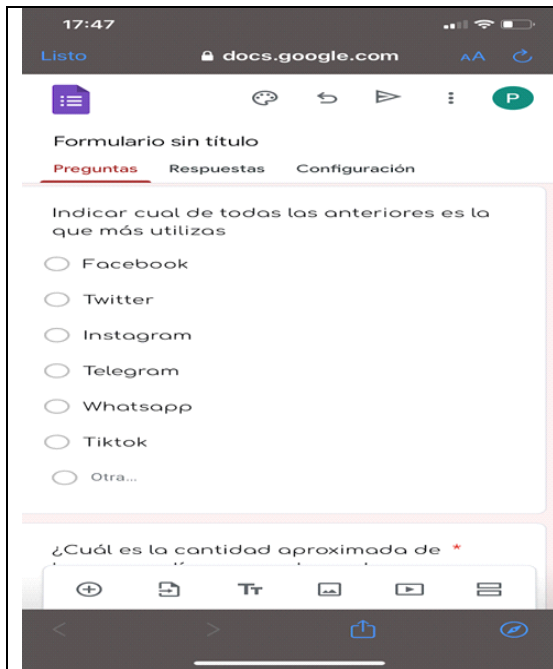 17:47
Listo docs.google.com AA
P
Formulario sin título
Preguntas Respuestas Configuración
Indicar cual de todas las anteriores es la
que más utilizas
Facebook
Twitter
Instagram
Telegram
Whatsapp
Tiktok
Otra...
¿Cuál es la cantidad aproximada de *
Tт